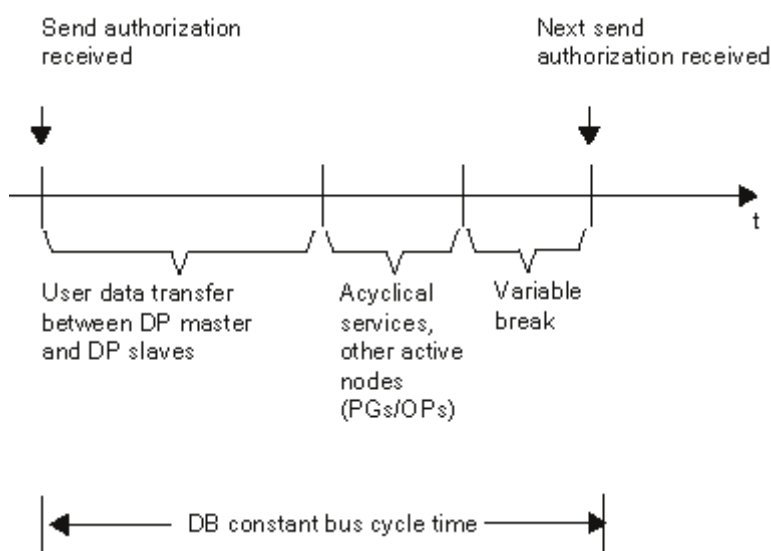 Send authorization
received
Next send
authorization received
t
User data transfer
between DP master
and DP slaves
Acyclical
services,
other active
nodes
(PGs/OPs)
Variable
break
DB constant bus cycle time